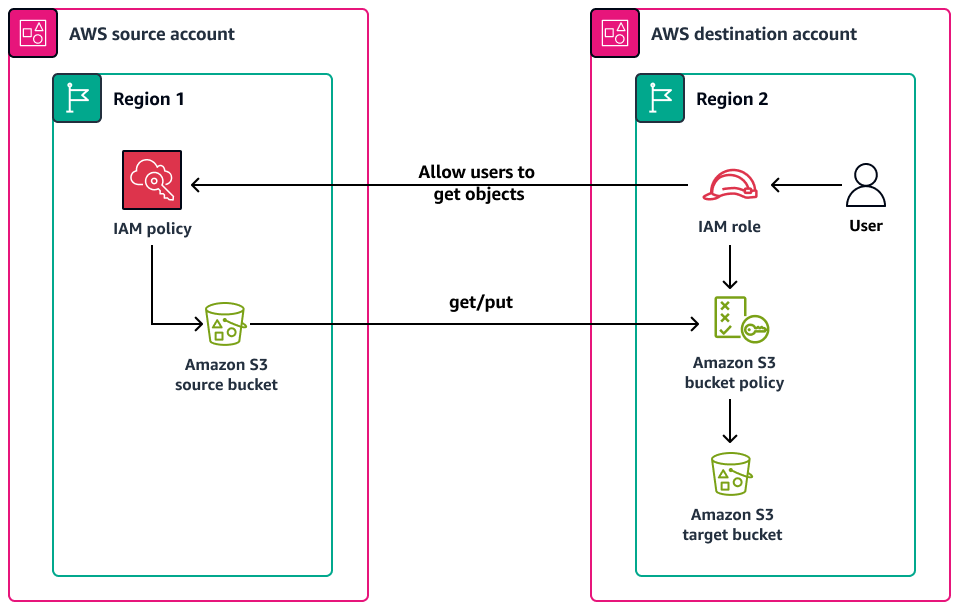 AWS source account
AWS destination account
Region 1
Region 2
Allow users to
get objects
IAM policy
IAM role
User
get/put
Amazon S3
source bucket
Amazon S3
bucket policy
Amazon S3
target bucket